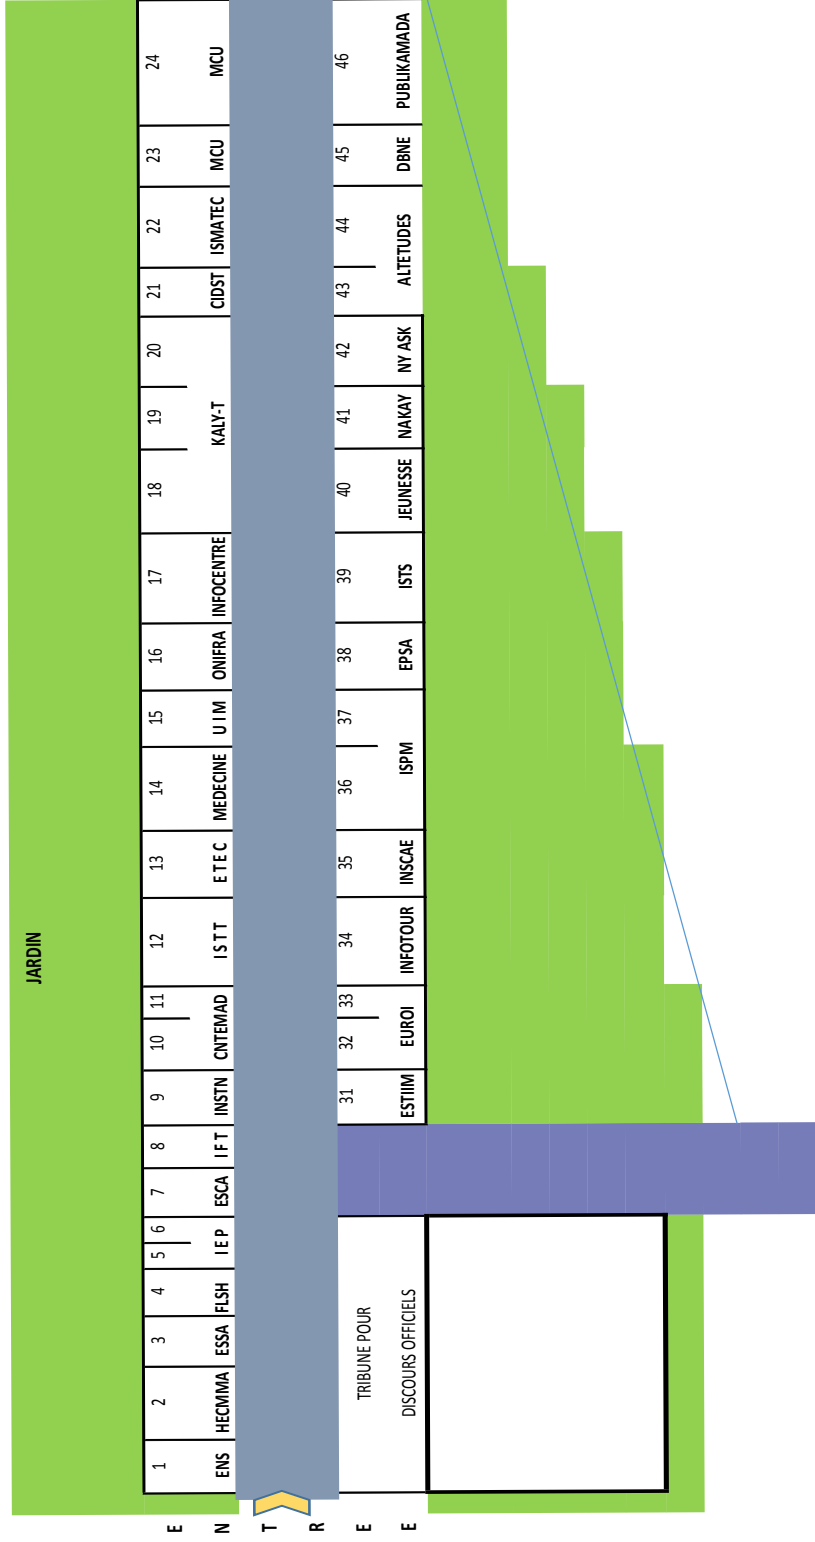 JARDIN
E N T R E E
1 2 3 4 5 6 7 8 9 10 11 12 13 14 15 16 17 18 19 20 21 22 23 24
ENS HECMMA ESSA FLSH I E P ESCA I F T INSTN CNTEMAD I S T T E T E C MEDECINE U I M ONIFRA INFOCENTRE KALY-T CIDST ISMATEC MCU MCU
31 32 33 34 35 36 37 38 39 40 41 42 43 44 45 46
TRIBUNE POUR
DISCOURS OFFICIELS
ESTIIM EUROI INFOTOUR INSCAE ISPM EPSA ISTS JEUNESSE NAKAY NY ASK ALTETUDES DBNE PUBLIKAMADA